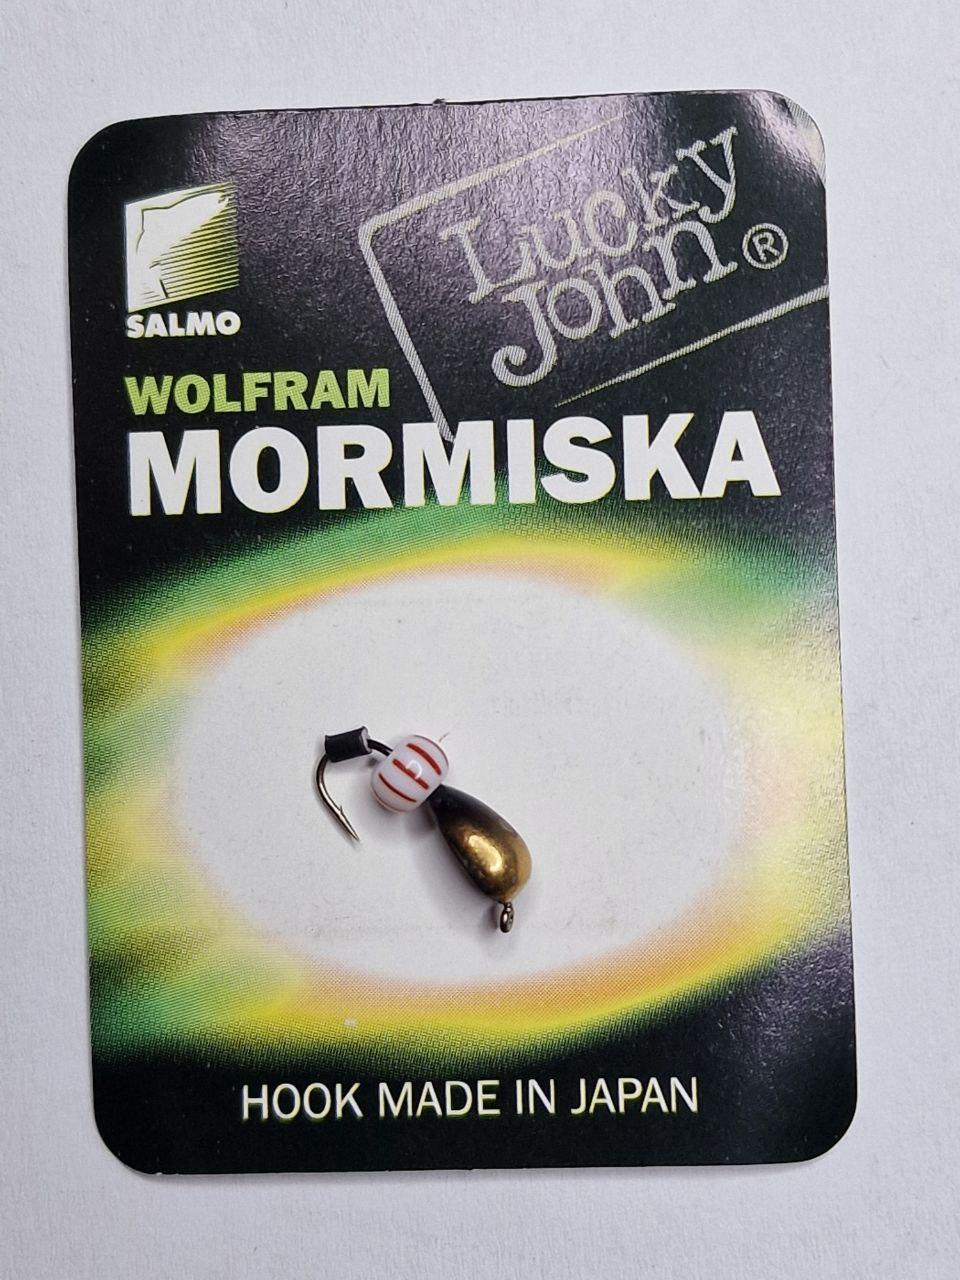 Lucky
John®
SALMO
WOLFRAM
MORMISKA
HOOK MADE IN JAPAN